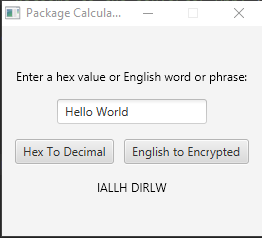 Package Calcula...
Enter a hex value or English word or phrase:
Hello World
Hex To Decimal English to Encrypted
IALLH DIRLW